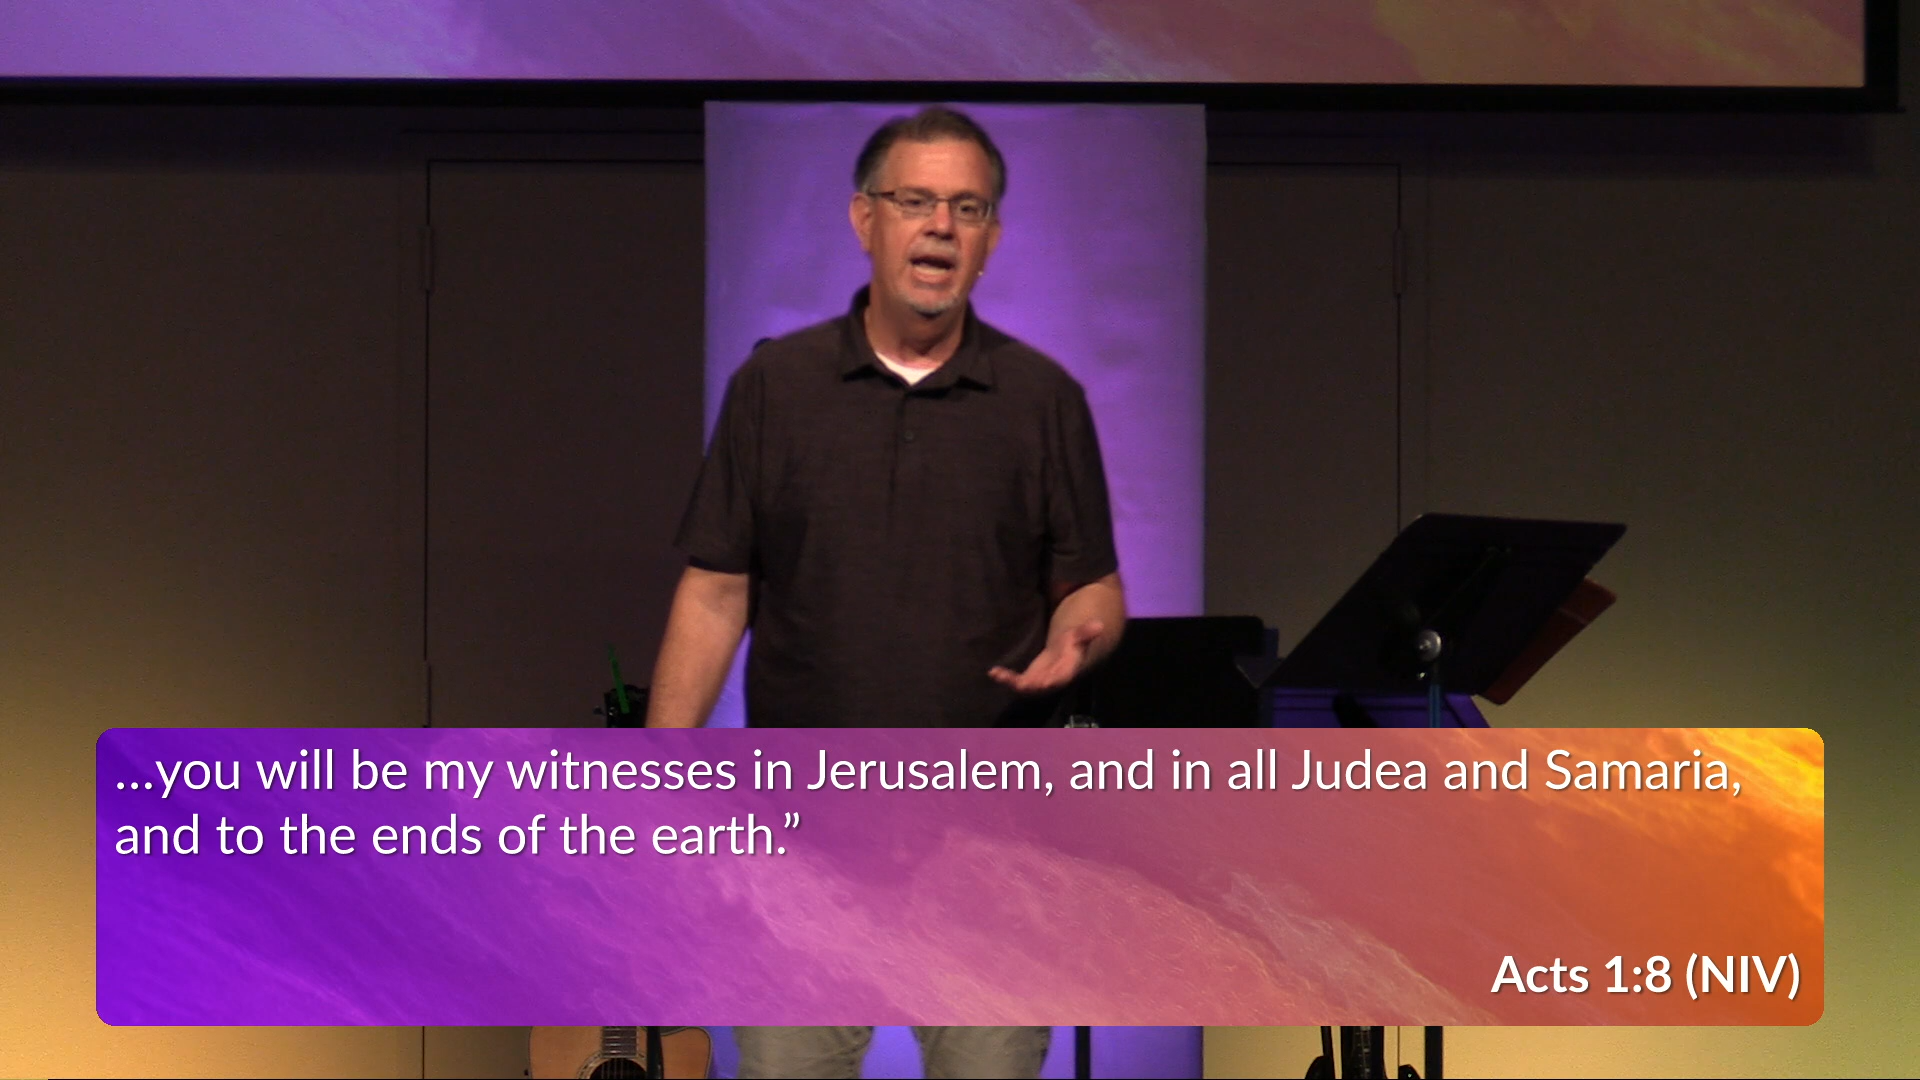 …you will be my witnesses in Jerusalem, and in all Judea and Samaria,
and to the ends of the earth.”
Acts 1:8 (NIV)